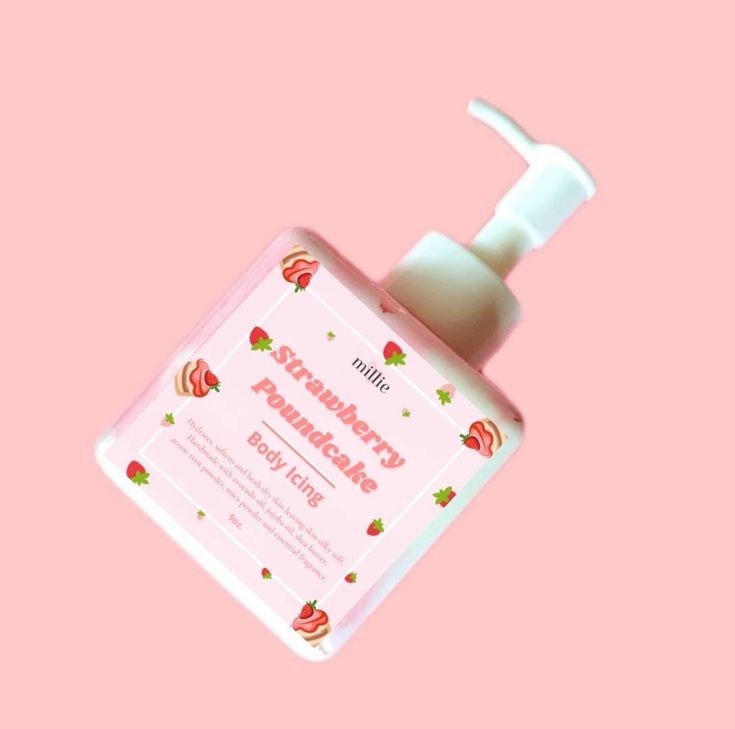 millie
Strawberry
Poundcake
Body Icing
Hydrates, softens and heals dry skin leaving skin silky soft.
Handmade with avocado oil, jojoba oil, shea butter,
arrow root powder, mica powder and essential fragrance.
9oz.